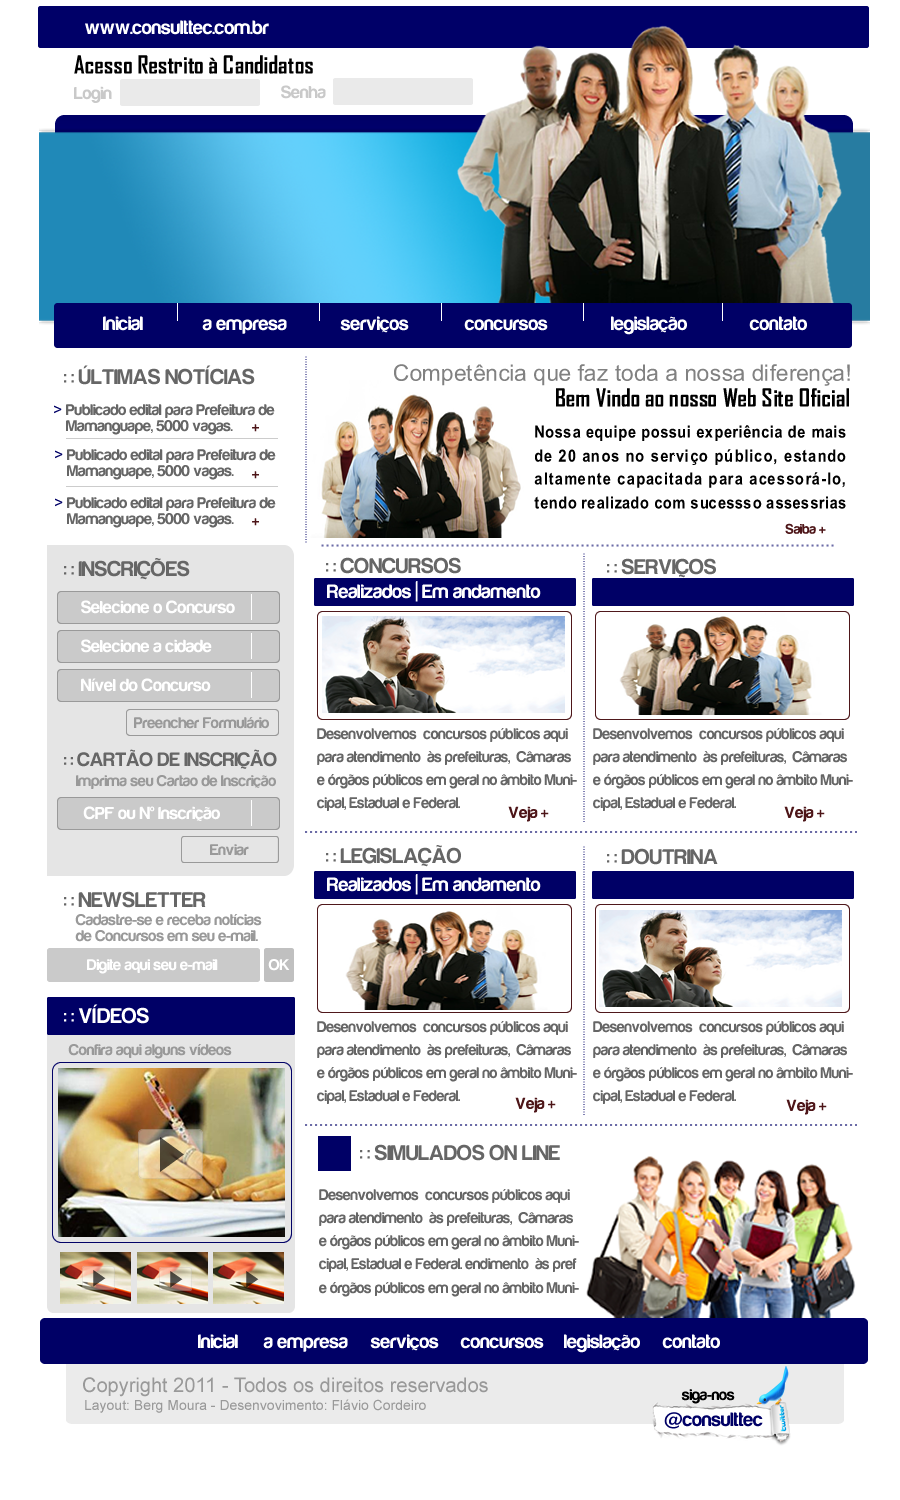 www.consulttec.com.br
Acesso Restrito à Candidatos
Login
Senha
Inicial
a empresa
serviços
concursos
legislação
contato
:: ÚLTIMAS NOTÍCIAS
> Publicado edital para Prefeitura de
Mamanguape, 5000 vagas. +
> Publicado edital para Prefeitura de
Mamanguape, 5000 vagas. +
> Publicado edital para Prefeitura de
Mamanguape, 5000 vagas. +
Competência que faz toda a nossa diferença!
Bem Vindo ao nosso Web Site Oficial
Nossa equipe possui experiência de mais
de 20 anos no serviço público, estando
altamente capacitada para acessorá-lo,
tendo realizado com sucessso assessrias
Saiba +
:: INSCRIÇÕES
Selecione o Concurso
Selecione a cidade
Nível do Concurso
Preencher Formulário
:: CARTÃO DE INSCRIÇÃO
Imprima seu Cartao de Inscrição
CPF ou N° Inscrição
Enviar
:: NEWSLETTER
Cadastre-se e receba notícias
de Concursos em seu e-mail.
Digite aqui seu e-mail
OK
:: VÍDEOS
Confira aqui alguns vídeos
:: CONCURSOS
Realizados | Em andamento
Desenvolvemos concursos públicos aqui
para atendimento às prefeituras, Câmaras
e órgãos públicos em geral no âmbito Muni-
cipal, Estadual e Federal.
Veja +
:: SERVIÇOS
Desenvolvemos concursos públicos aqui
para atendimento às prefeituras, Câmaras
e órgãos públicos em geral no âmbito Muni-
cipal, Estadual e Federal.
Veja +
:: LEGISLAÇÃO
Realizados | Em andamento
Desenvolvemos concursos públicos aqui
para atendimento às prefeituras, Câmaras
e órgãos públicos em geral no âmbito Muni-
cipal, Estadual e Federal.
Veja +
:: DOUTRINA
Desenvolvemos concursos públicos aqui
para atendimento às prefeituras, Câmaras
e órgãos públicos em geral no âmbito Muni-
cipal, Estadual e Federal.
Veja +
:: SIMULADOS ON LINE
Desenvolvemos concursos públicos aqui
para atendimento às prefeituras, Câmaras
e órgãos públicos em geral no âmbito Muni-
cipal, Estadual e Federal. endimento às pref
e órgãos públicos em geral no âmbito Muni-
Inicial
a empresa
serviços
concursos
legislação
contato
Copyright 2011 - Todos os direitos reservados
Layout: Berg Moura - Desenvovimento: Flávio Cordeiro
siga-nos
@consulttec
twitter